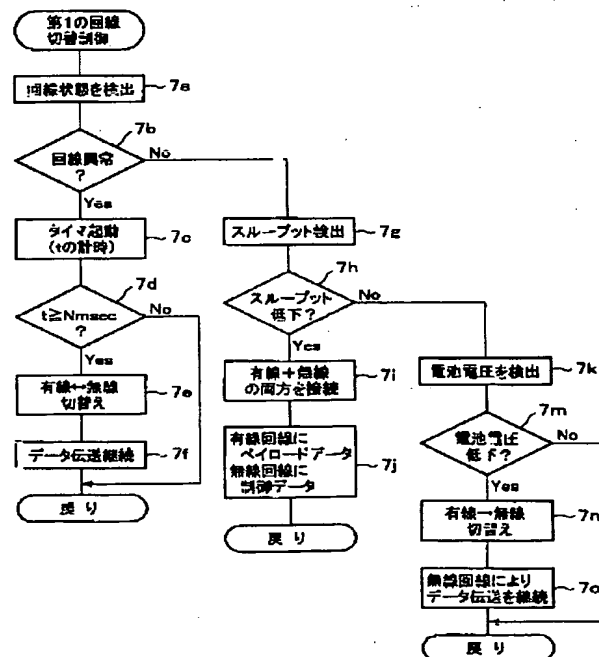 第1の回線
切替制御
回線状態を検出
7a
7b
回線異常
?
No
Yes
タイマ起動
(tの計時)
7c
7d
t≧Nmsec
?
No
Yes
有線↔無線
切替え
7e
データ伝送継続
7f
戻り
スループット検出
7g
7h
スループット
低下?
No
Yes
有線+無線
の両方を接続
7i
有線回線に
ペイロードデータ
無線回線に
制御データ
7j
戻り
電池電圧を検出
7k
7m
電池電圧
低下?
No
Yes
有線→無線
切替え
7n
無線回線により
データ伝送を継続
7o
戻り